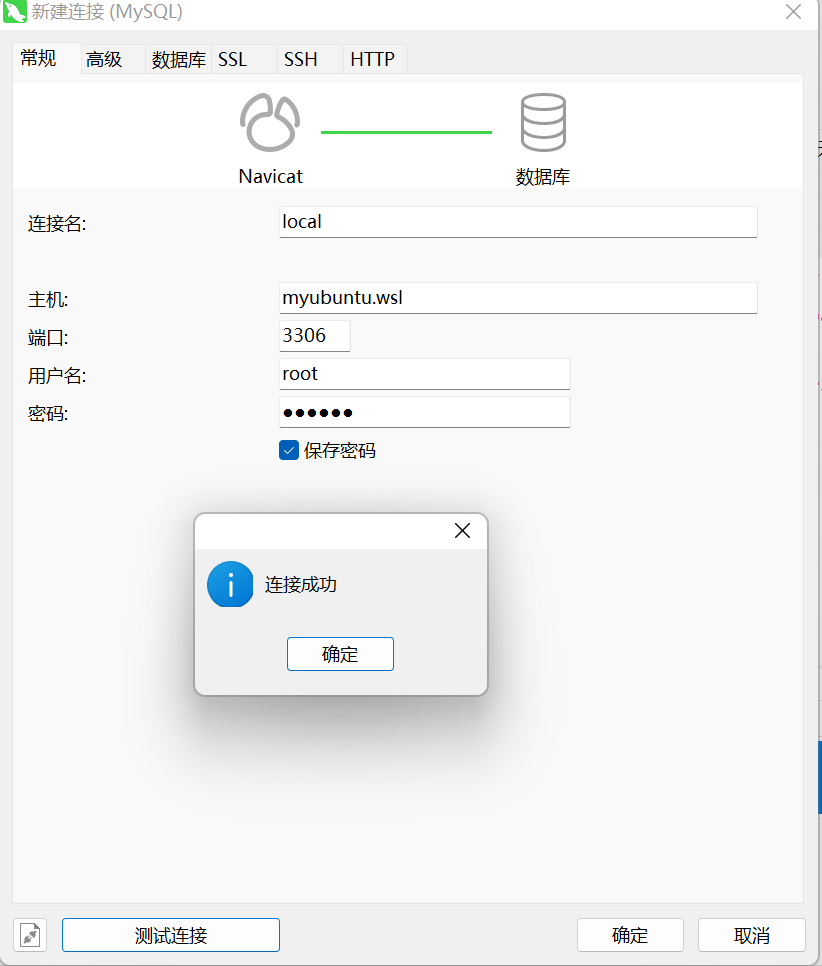 新建连接 (MySQL)
常规 高级 数据库 SSL SSH HTTP
Navicat 数据库
连接名: local
主机: myubuntu.wsl
端口: 3306
用户名: root
密码: ●●●●●●
保存密码
连接成功
确定
测试连接 确定 取消